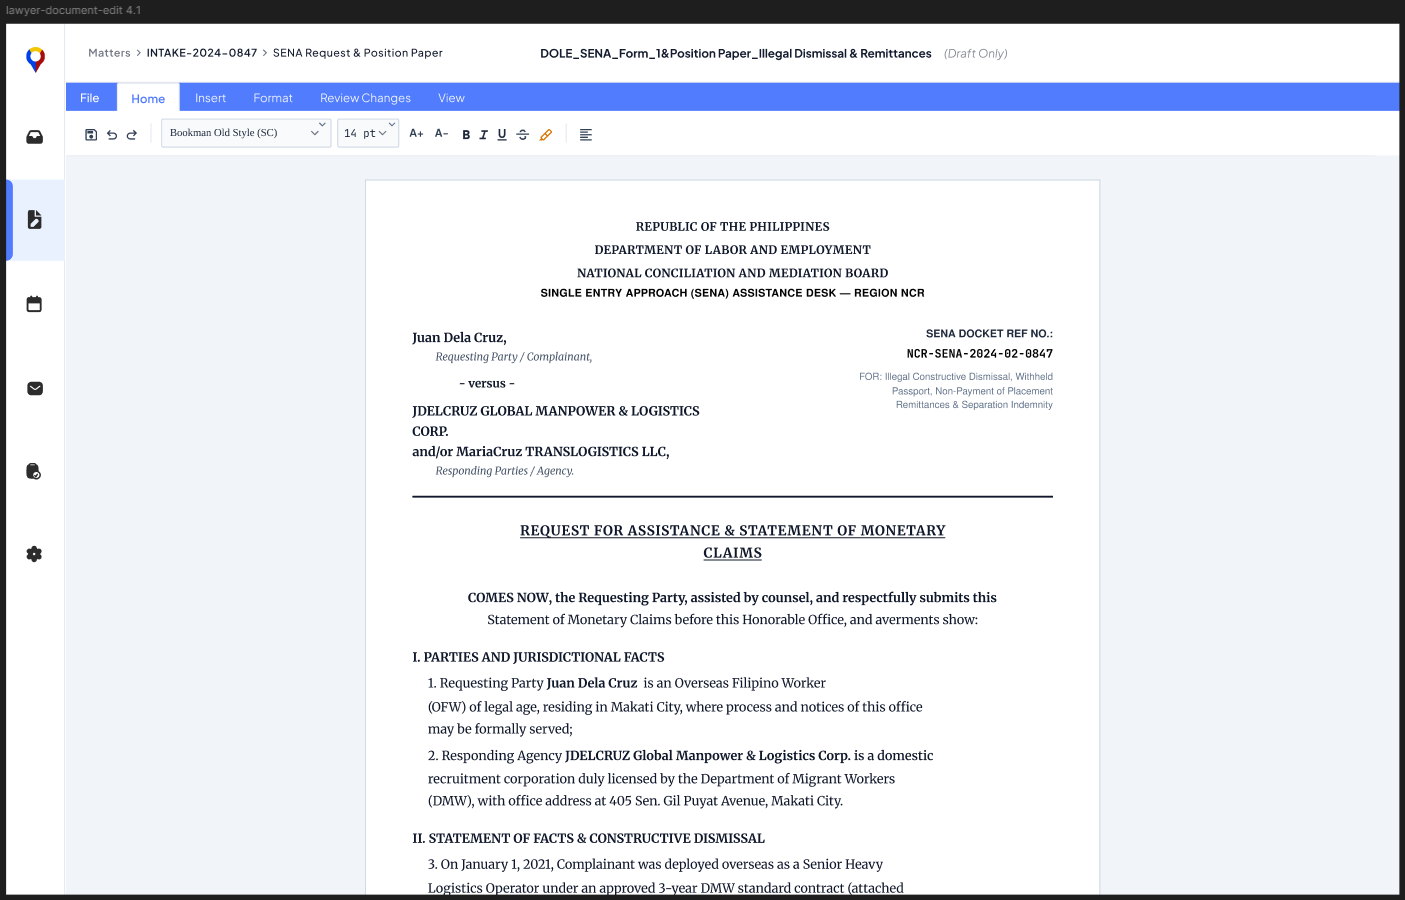 lawyer-document-edit 4.1
Matters > INTAKE-2024-0847 > SENA Request & Position Paper
DOLE_SENA_Form_1&Position Paper_Illegal Dismissal & Remittances (Draft Only)
File Home Insert Format Review Changes View
Bookman Old Style (SC) 14 pt A+ A- B I U S
REPUBLIC OF THE PHILIPPINES
DEPARTMENT OF LABOR AND EMPLOYMENT
NATIONAL CONCILIATION AND MEDIATION BOARD
SINGLE ENTRY APPROACH (SENA) ASSISTANCE DESK — REGION NCR
Juan Dela Cruz,
Requesting Party / Complainant,
- versus -
JDELCRUZ GLOBAL MANPOWER & LOGISTICS
CORP.
and/or MariaCruz TRANSLOGISTICS LLC,
Responding Parties / Agency.
SENA DOCKET REF NO.:
NCR-SENA-2024-02-0847
FOR: Illegal Constructive Dismissal, Withheld
Passport, Non-Payment of Placement
Remittances & Separation Indemnity
REQUEST FOR ASSISTANCE & STATEMENT OF MONETARY
CLAIMS
COMES NOW, the Requesting Party, assisted by counsel, and respectfully submits this
Statement of Monetary Claims before this Honorable Office, and averments show:
I. PARTIES AND JURISDICTIONAL FACTS
1. Requesting Party Juan Dela Cruz is an Overseas Filipino Worker
(OFW) of legal age, residing in Makati City, where process and notices of this office
may be formally served;
2. Responding Agency JDELCRUZ Global Manpower & Logistics Corp. is a domestic
recruitment corporation duly licensed by the Department of Migrant Workers
(DMW), with office address at 405 Sen. Gil Puyat Avenue, Makati City.
II. STATEMENT OF FACTS & CONSTRUCTIVE DISMISSAL
3. On January 1, 2021, Complainant was deployed overseas as a Senior Heavy
Logistics Operator under an approved 3-year DMW standard contract (attached